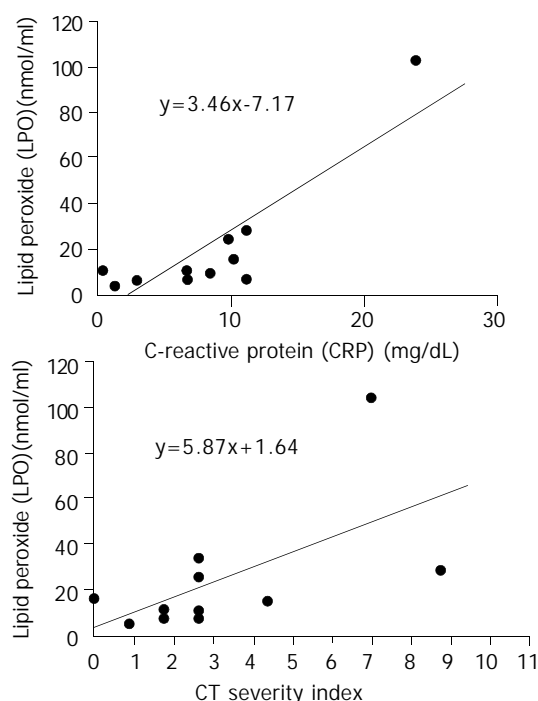 120
100
80
60
40
20
0
Lipid peroxide (LPO)(nmol/ml)
y=3.46x-7.17
0 10 20 30
C-reactive protein (CRP) (mg/dL)
120
100
80
60
40
20
0
Lipid peroxide (LPO)(nmol/ml)
y=5.87x+1.64
0 1 2 3 4 5 6 7 8 9 10 11
CT severity index